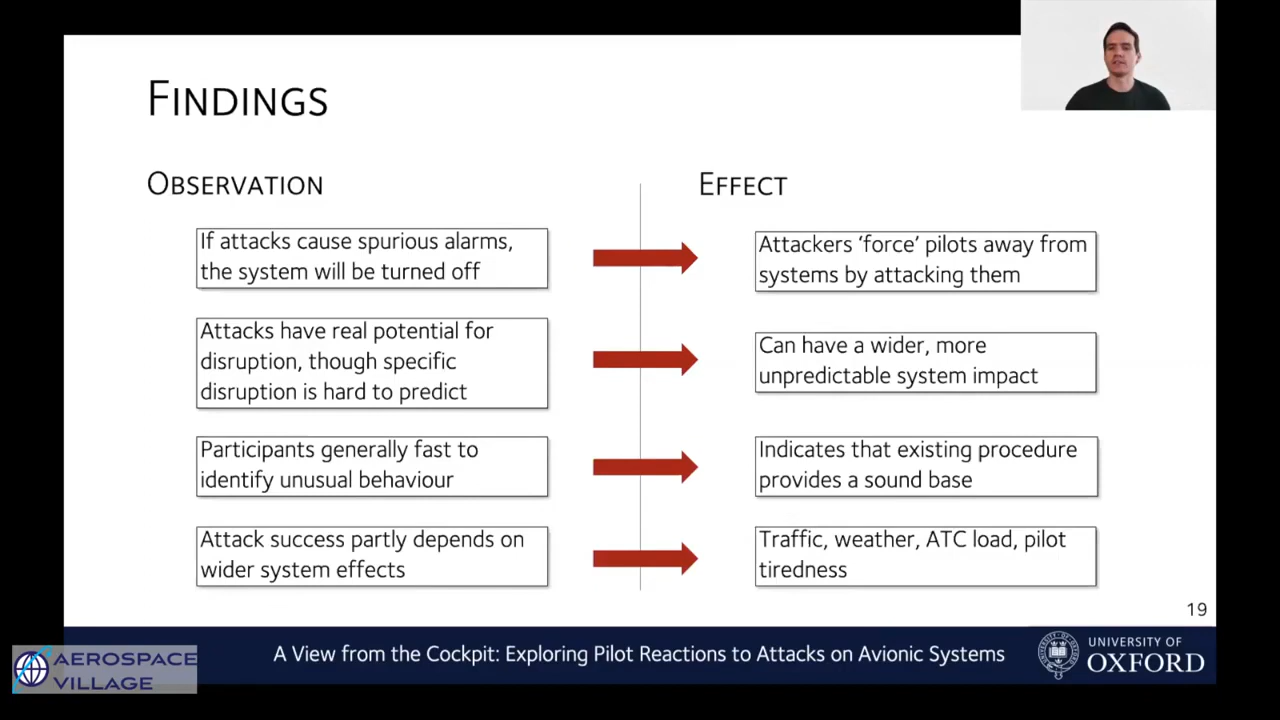 FINDINGS
OBSERVATION
EFFECT
If attacks cause spurious alarms,
the system will be turned off
Attackers ‘force’ pilots away from
systems by attacking them
Attacks have real potential for
disruption, though specific
disruption is hard to predict
Can have a wider, more
unpredictable system impact
Participants generally fast to
identify unusual behaviour
Indicates that existing procedure
provides a sound base
Attack success partly depends on
wider system effects
Traffic, weather, ATC load, pilot
tiredness
19
A View from the Cockpit: Exploring Pilot Reactions to Attacks on Avionic Systems
UNIVERSITY OF
OXFORD
AEROSPACE
VILLAGE